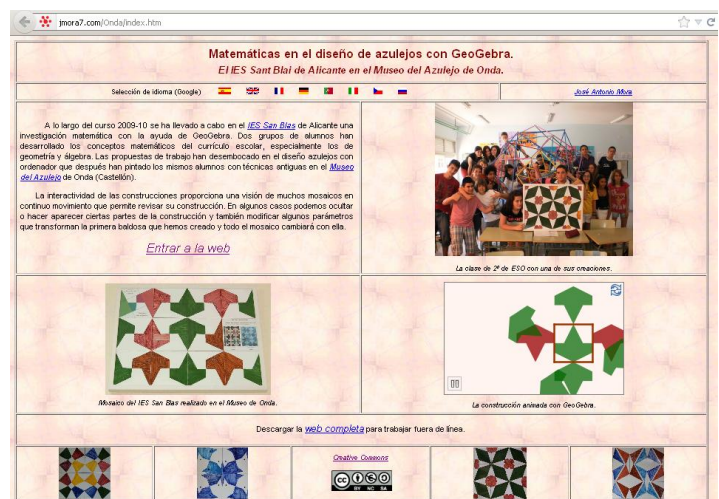 jmora7.com/Onda/index.htm
Matemáticas en el diseño de azulejos con GeoGebra.
El IES Sant Blai de Alicante en el Museo del Azulejo de Onda.
Selección de idioma (Google)
José Antonio Mora
A lo largo del curso 2009-10 se ha llevado a cabo en el IES San Blas de Alicante una
investigación matemática con la ayuda de GeoGebra. Dos grupos de alumnos han
desarrollado los conceptos matemáticos del currículo escolar, especialmente los de
geometría y álgebra. Las propuestas de trabajo han desembocado en el diseño azulejos con
ordenador que después han pintado los mismos alumnos con técnicas antiguas en el Museo
del Azulejo de Onda (Castellón).
La interactividad de las construcciones proporciona una visión de muchos mosaicos en
continuo movimiento que permite revisar su construcción. En algunos casos podemos ocultar
o hacer aparecer ciertas partes de la construcción y también modificar algunos parámetros
que transforman la primera baldosa que hemos creado y todo el mosaico cambiará con ella.
Entrar a la web
La clase de 2º de ESO con una de sus creaciones.
Mosaico del IES San Blas realizado en el Museo de Onda.
La construcción animada con GeoGebra.
Descargar la web completa para trabajar fuera de línea.
Creative Commons
cc
BY NC SA